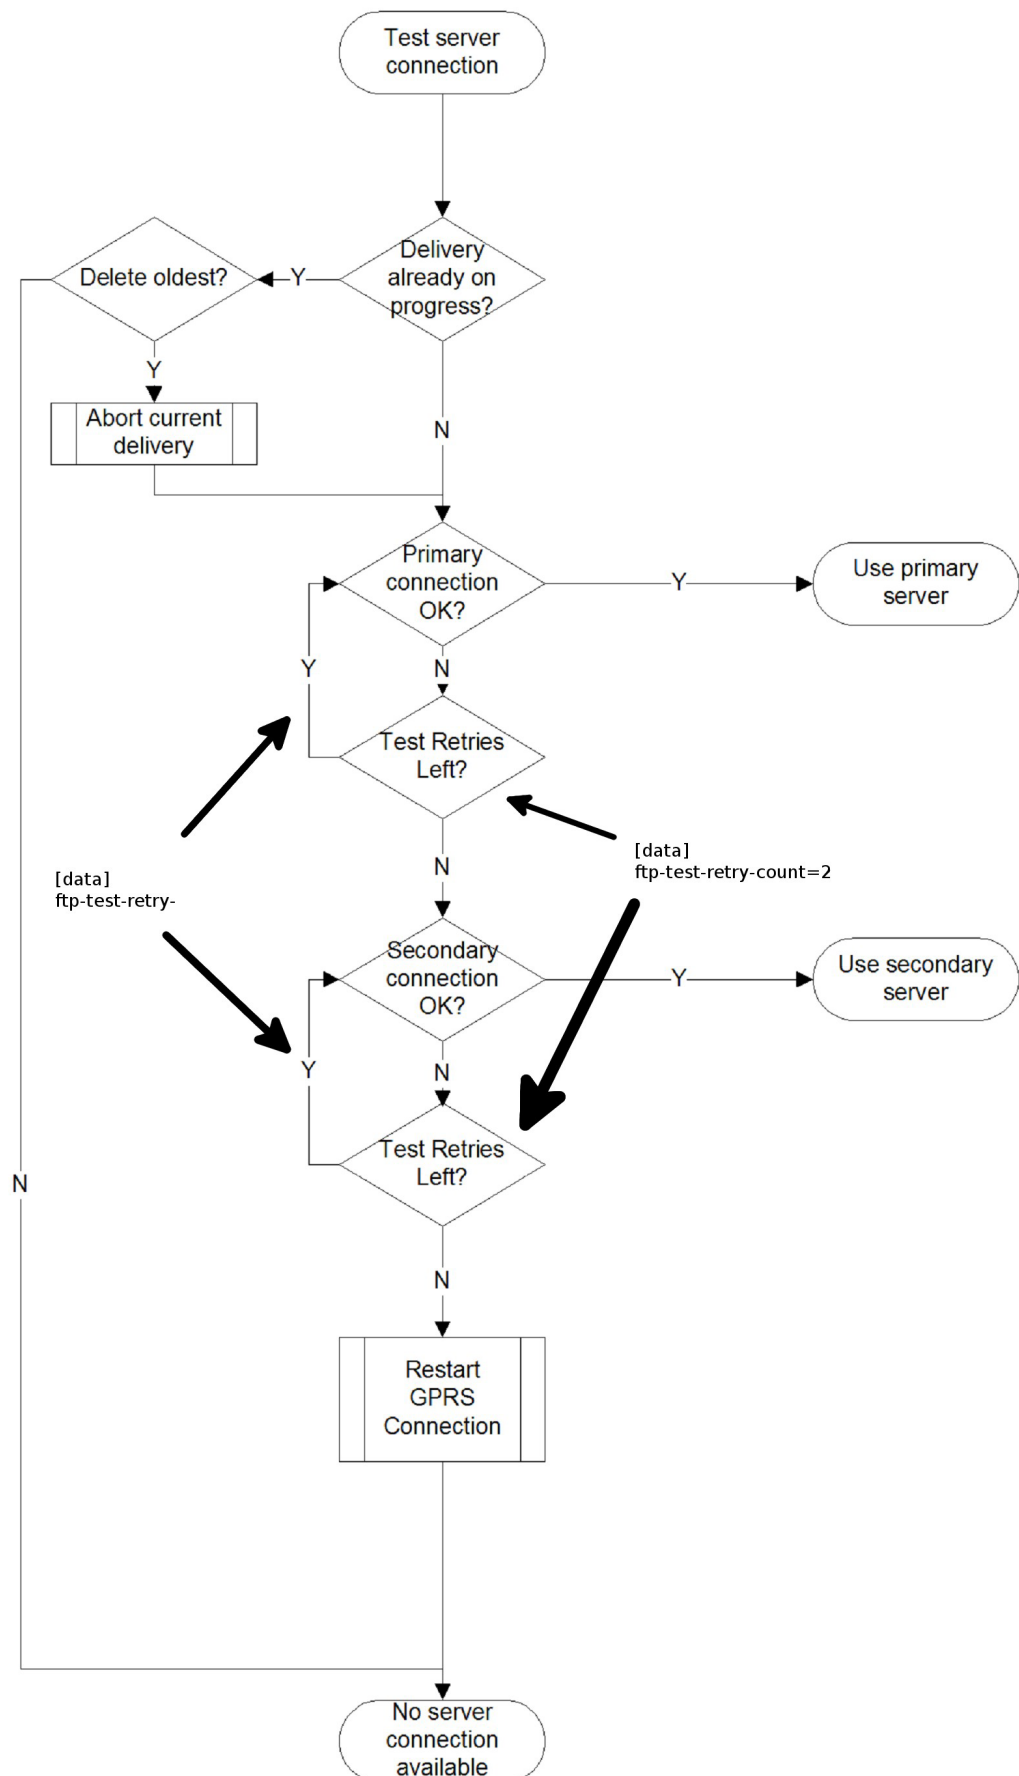 Test server
connection
Delivery
already on
progress?
Y
Delete oldest?
Y
Abort current
delivery
N
Primary
connection
OK?
Y
Use primary
server
Y
N
Test Retries
Left?
[data]
ftp-test-retry-count=2
[data]
ftp-test-retry-
N
Secondary
connection
OK?
Y
Use secondary
server
Y
N
Test Retries
Left?
N
N
Restart
GPRS
Connection
No server
connection
available